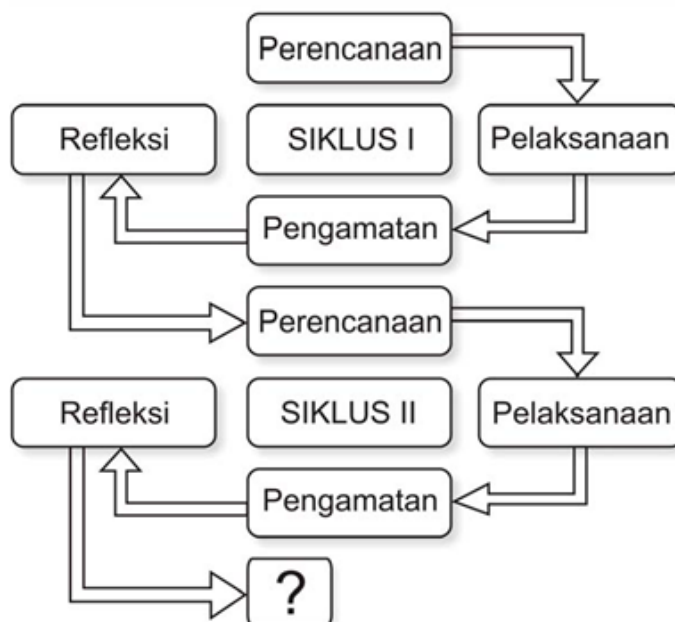 Perencanaan
Refleksi
SIKLUS I
Pelaksanaan
Pengamatan
Perencanaan
Refleksi
SIKLUS II
Pelaksanaan
Pengamatan
?